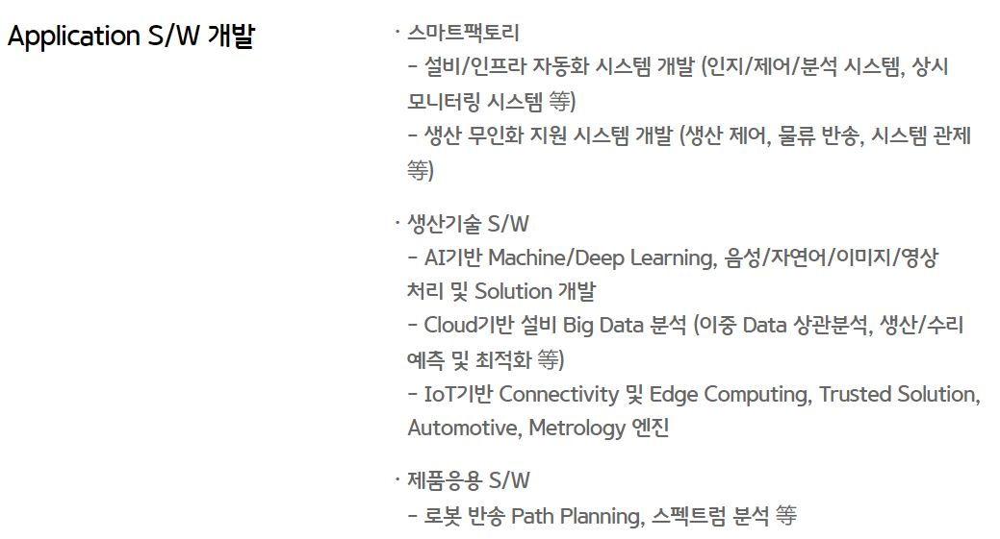 Application S/W 개발
· 스마트팩토리
- 설비/인프라 자동화 시스템 개발 (인지/제어/분석 시스템, 상시
모니터링 시스템 等)
- 생산 무인화 지원 시스템 개발 (생산 제어, 물류 반송, 시스템 관제
等)
· 생산기술 S/W
- AI기반 Machine/Deep Learning, 음성/자연어/이미지/영상
처리 및 Solution 개발
- Cloud기반 설비 Big Data 분석 (이중 Data 상관분석, 생산/수리
예측 및 최적화 等)
- IoT기반 Connectivity 및 Edge Computing, Trusted Solution,
Automotive, Metrology 엔진
· 제품응용 S/W
- 로봇 반송 Path Planning, 스펙트럼 분석 等